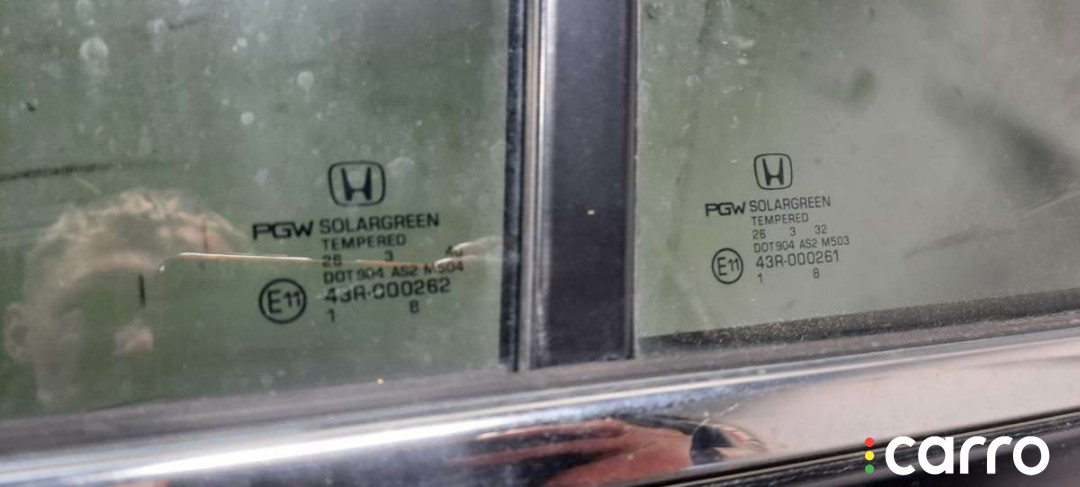 PGW SOLARGREEN
TEMPERED
26 3
DOT904 AS2 M504
E11 43R-000262
1 8
PGW SOLARGREEN
TEMPERED
26 3 32
DOT904 AS2 M503
E11 43R-000261
1 8
carro